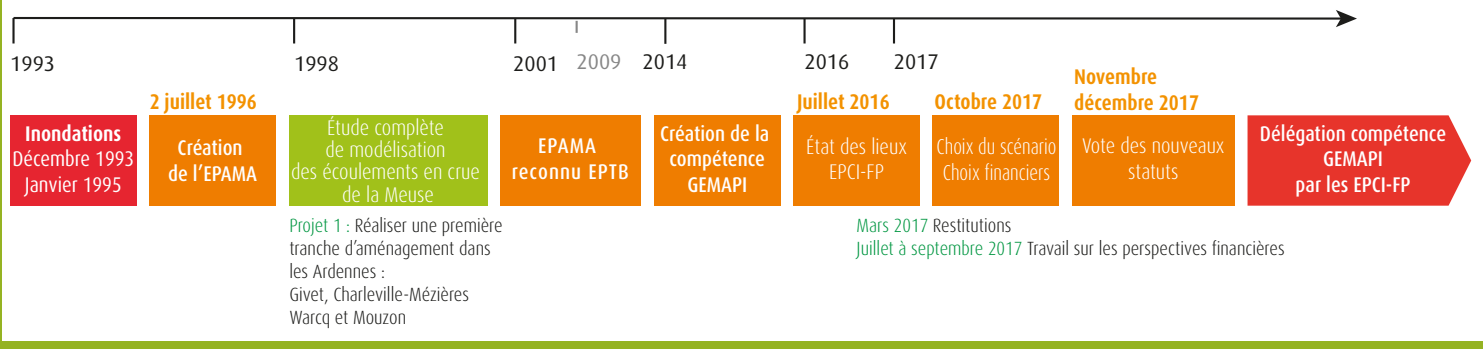 1993
1998
2001
2009
2014
2016
2017
Inondations
Décembre 1993
Janvier 1995
2 juillet 1996
Création
de l'EPAMA
Étude complète
de modélisation
des écoulements en crue
de la Meuse
Projet 1 : Réaliser une première
tranche d'aménagement dans
les Ardennes :
Givet, Charleville-Mézières
Warcq et Mouzon
EPAMA
reconnu EPTB
Création de la
compétence
GEMAPI
Juillet 2016
État des lieux
EPCI-FP
Octobre 2017
Choix du scénario
Choix financiers
Novembre
décembre 2017
Vote des nouveaux
statuts
Mars 2017 Restitutions
Juillet à septembre 2017 Travail sur les perspectives financières
Délégation compétence
GEMAPI
par les EPCI-FP